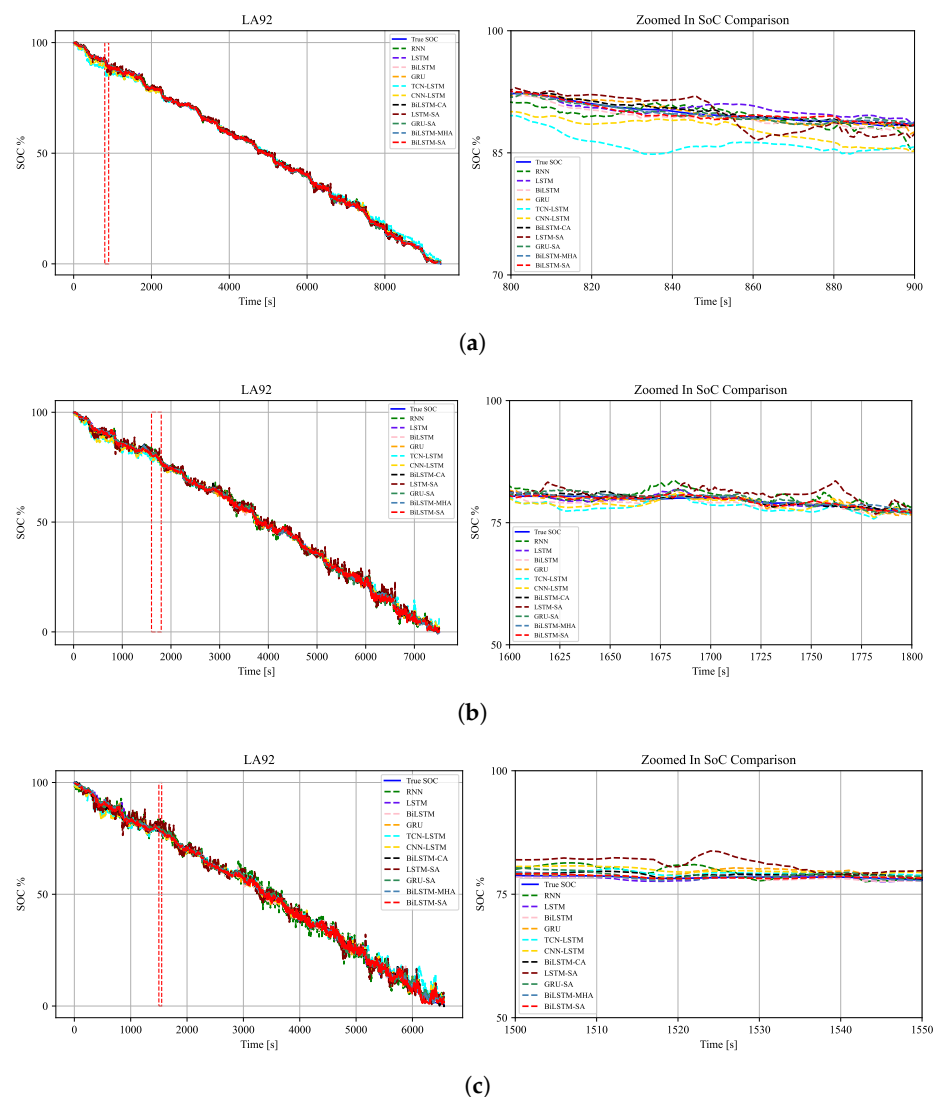 LA92
SOC %
100
50
0
True SOC
RNN
LSTM
BiLSTM
GRU
TCN-LSTM
CNN-LSTM
BiLSTM-CA
LSTM-SA
GRU-SA
BiLSTM-MHA
BiLSTM-SA
0 2000 4000 6000 8000
Time [s]
Zoomed In SoC Comparison
SOC %
100
85
70
True SOC
RNN
LSTM
BiLSTM
GRU
TCN-LSTM
CNN-LSTM
BiLSTM-CA
LSTM-SA
GRU-SA
BiLSTM-MHA
BiLSTM-SA
800 820 840 860 880 900
Time [s]
(a)
LA92
SOC %
100
50
0
True SOC
RNN
LSTM
BiLSTM
GRU
TCN-LSTM
CNN-LSTM
BiLSTM-CA
LSTM-SA
GRU-SA
BiLSTM-MHA
BiLSTM-SA
0 1000 2000 3000 4000 5000 6000 7000
Time [s]
Zoomed In SoC Comparison
SOC %
100
75
50
True SOC
RNN
LSTM
BiLSTM
GRU
TCN-LSTM
CNN-LSTM
BiLSTM-CA
LSTM-SA
GRU-SA
BiLSTM-MHA
BiLSTM-SA
1600 1625 1650 1675 1700 1725 1750 1775 1800
Time [s]
(b)
LA92
SOC %
100
50
0
True SOC
RNN
LSTM
BiLSTM
GRU
TCN-LSTM
CNN-LSTM
BiLSTM-CA
LSTM-SA
GRU-SA
BiLSTM-MHA
BiLSTM-SA
0 1000 2000 3000 4000 5000 6000
Time [s]
Zoomed In SoC Comparison
SOC %
100
75
50
True SOC
RNN
LSTM
BiLSTM
GRU
TCN-LSTM
CNN-LSTM
BiLSTM-CA
LSTM-SA
GRU-SA
BiLSTM-MHA
BiLSTM-SA
1500 1510 1520 1530 1540 1550
Time [s]
(c)